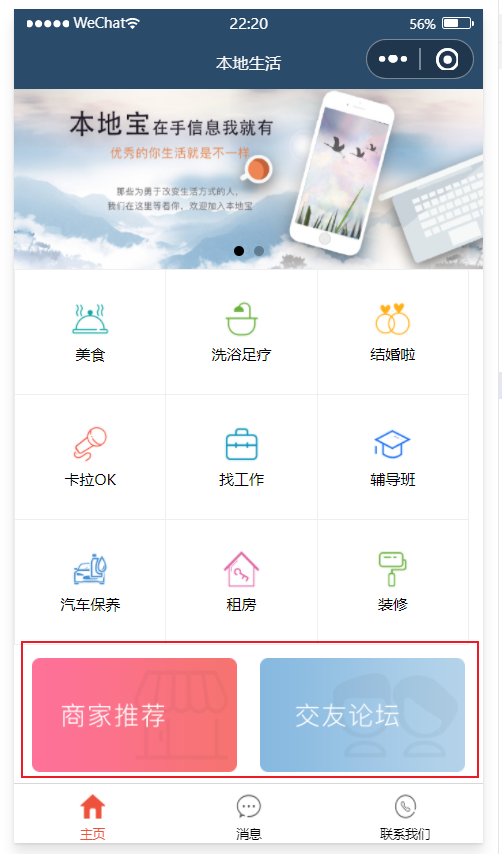 WeChat 22:20 56%
本地生活
本地宝在手信息我就有
优秀的你生活就是不一样
那些为勇于改变生活方式的人,
我们在这里等着你, 欢迎加入本地宝
美食 洗浴足疗 结婚啦
卡拉OK 找工作 辅导班
汽车保养 租房 装修
商家推荐 交友论坛
主页 消息 联系我们